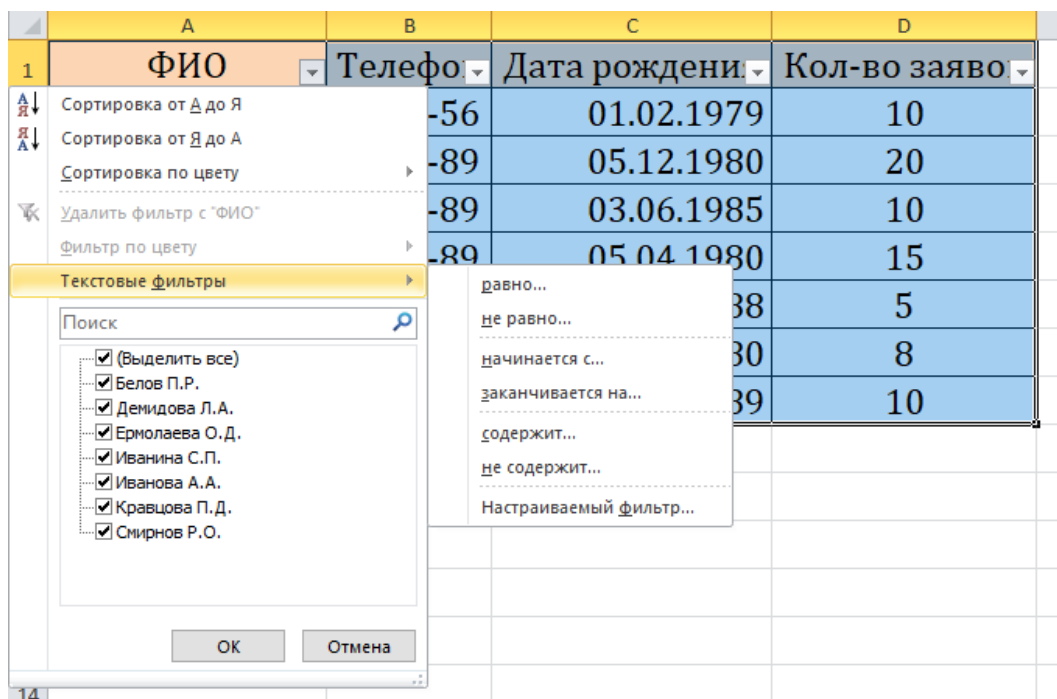 A B C D
1 ФИО Телефо Дата рождени Кол-во заяво
Сортировка от А до Я
Сортировка от Я до А
Сортировка по цвету
Удалить фильтр с "ФИО"
Фильтр по цвету
Текстовые фильтры
Поиск
(Выделить все)
Белов П.Р.
Демидова Л.А.
Ермолаева О.Д.
Иванина С.П.
Иванова А.А.
Кравцова П.Д.
Смирнов Р.О.
ОК Отмена
равно...
не равно...
начинается с...
заканчивается на...
содержит...
не содержит...
Настраиваемый фильтр...
-56 01.02.1979 10
-89 05.12.1980 20
-89 03.06.1985 10
-89 05.04.1980 15
38 5
30 8
39 10
14